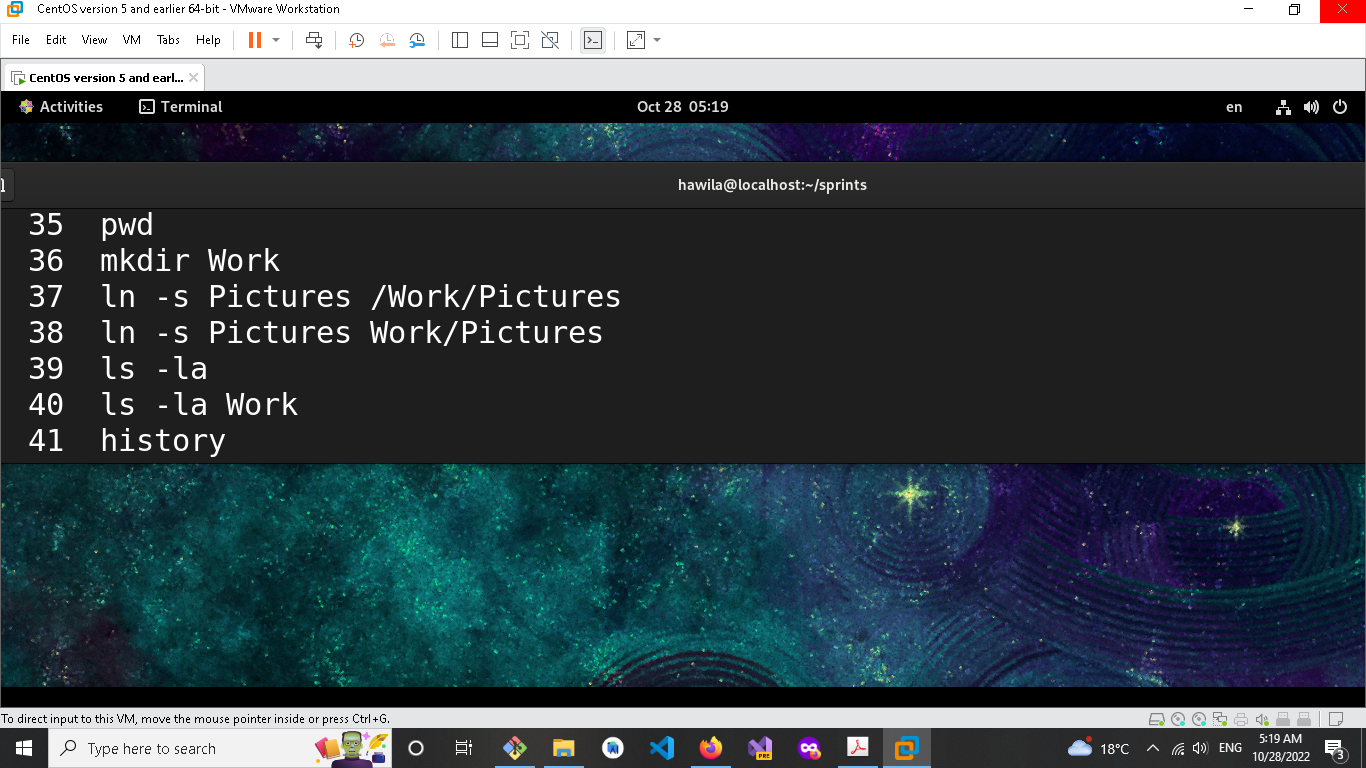 CentOS version 5 and earlier 64-bit - VMware Workstation
File Edit View VM Tabs Help
CentOS version 5 and earl...
Activities Terminal Oct 28 05:19 en
hawila@localhost:~/sprints
35 pwd
36 mkdir Work
37 ln -s Pictures /Work/Pictures
38 ln -s Pictures Work/Pictures
39 ls -la
40 ls -la Work
41 history
To direct input to this VM, move the mouse pointer inside or press Ctrl+G.
Type here to search PRE 18°C ENG 5:19 AM
10/28/2022 3